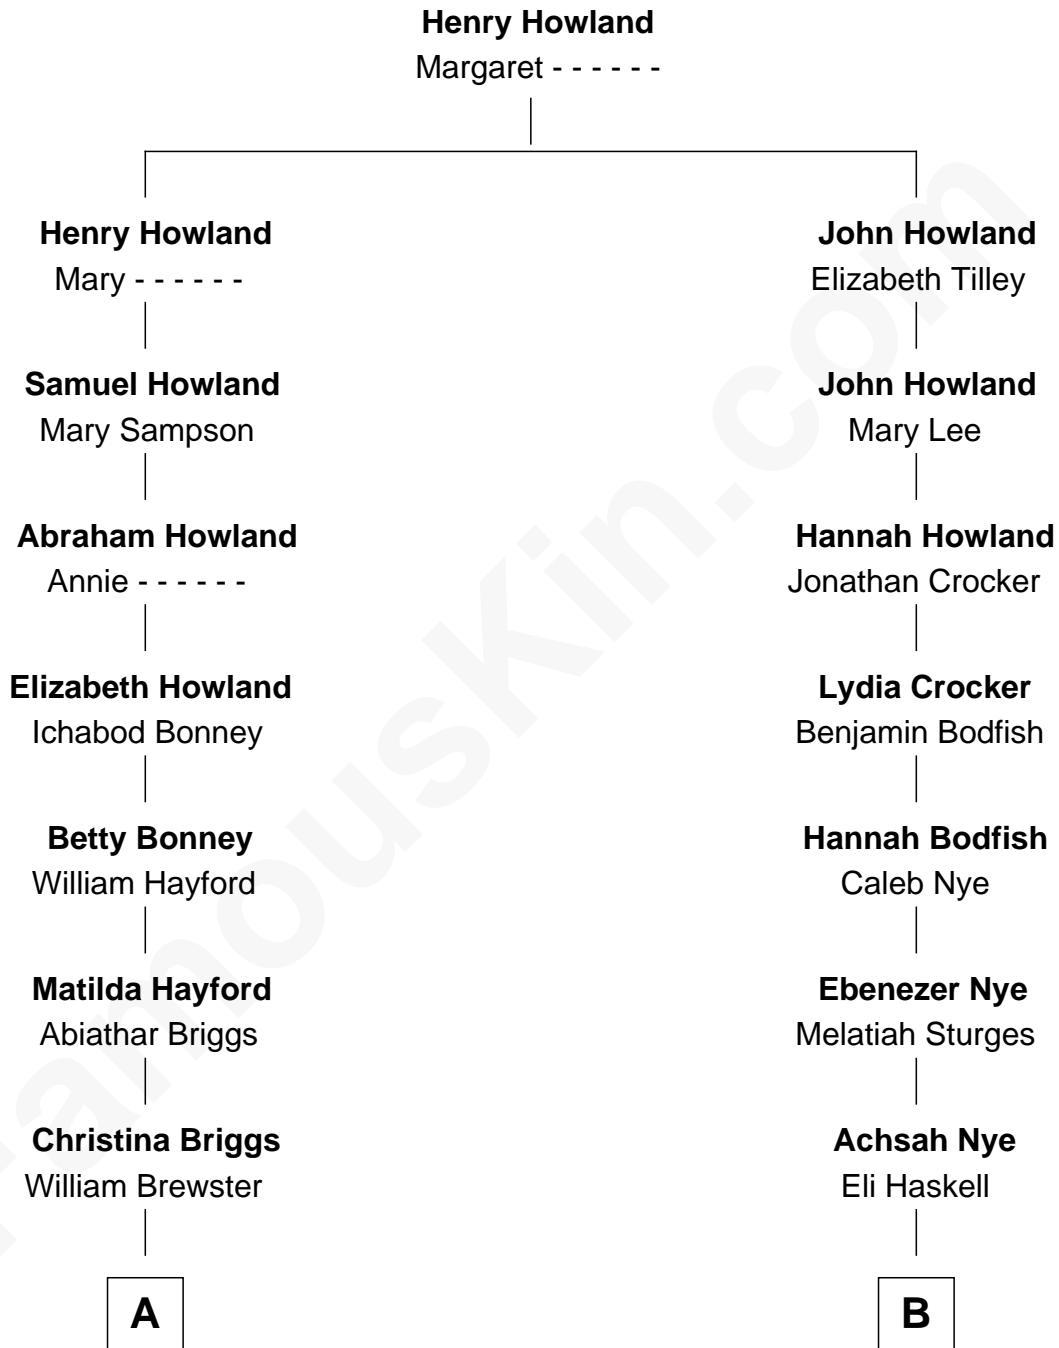 Henry Howland
Margaret - - - - - -
Henry Howland
Mary - - - - - -
John Howland
Elizabeth Tilley
Samuel Howland
Mary Sampson
John Howland
Mary Lee
Abraham Howland
Annie - - - - - -
Hannah Howland
Jonathan Crocker
Elizabeth Howland
Ichabod Bonney
Lydia Crocker
Benjamin Bodfish
Betty Bonney
William Hayford
Hannah Bodfish
Caleb Nye
Matilda Hayford
Abiathar Briggs
Ebenezer Nye
Melatiah Sturges
Christina Briggs
William Brewster
Achsah Nye
Eli Haskell
A
B
FamousKin.com